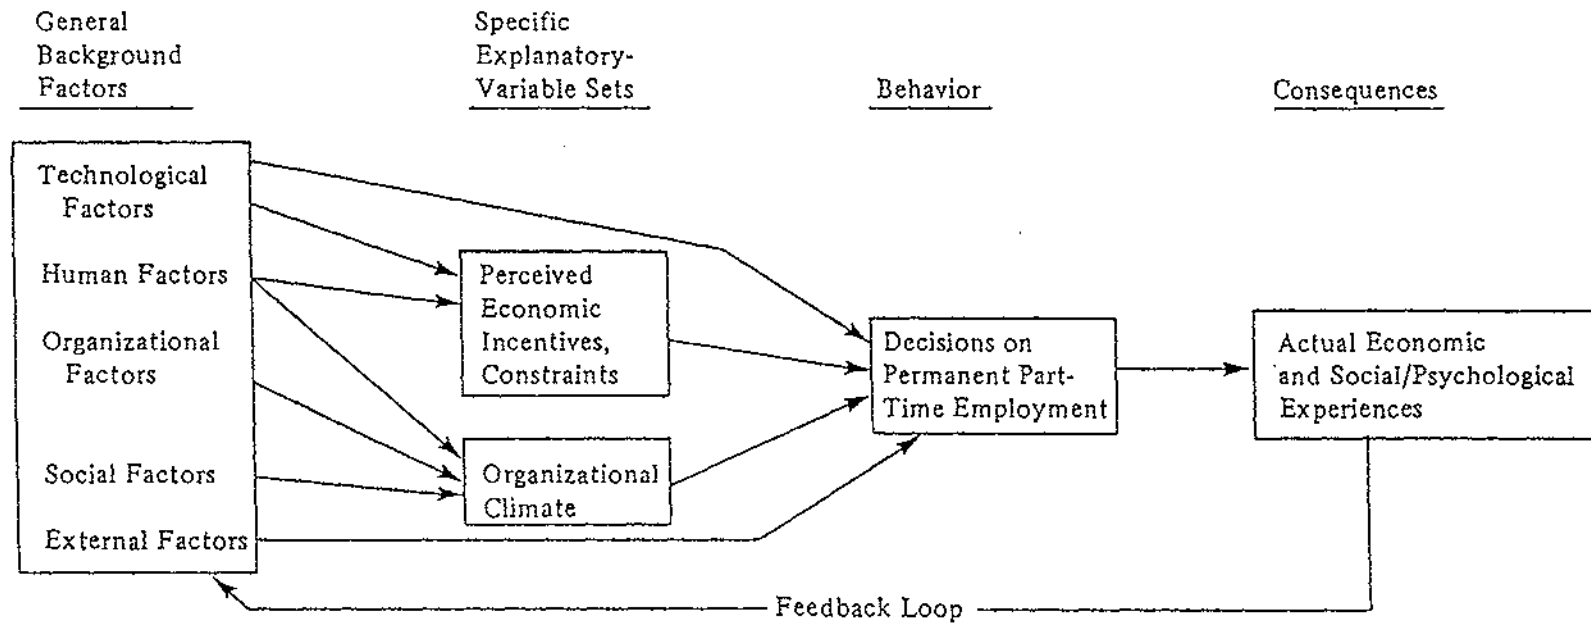 General
Background
Factors
Specific
Explanatory-
Variable Sets
Behavior
Consequences
Technological
Factors
Human Factors
Organizational
Factors
Social Factors
External Factors
Perceived
Economic
Incentives,
Constraints
Organizational
Climate
Decisions on
Permanent Part-
Time Employment
Actual Economic
and Social/Psychological
Experiences
Feedback Loop